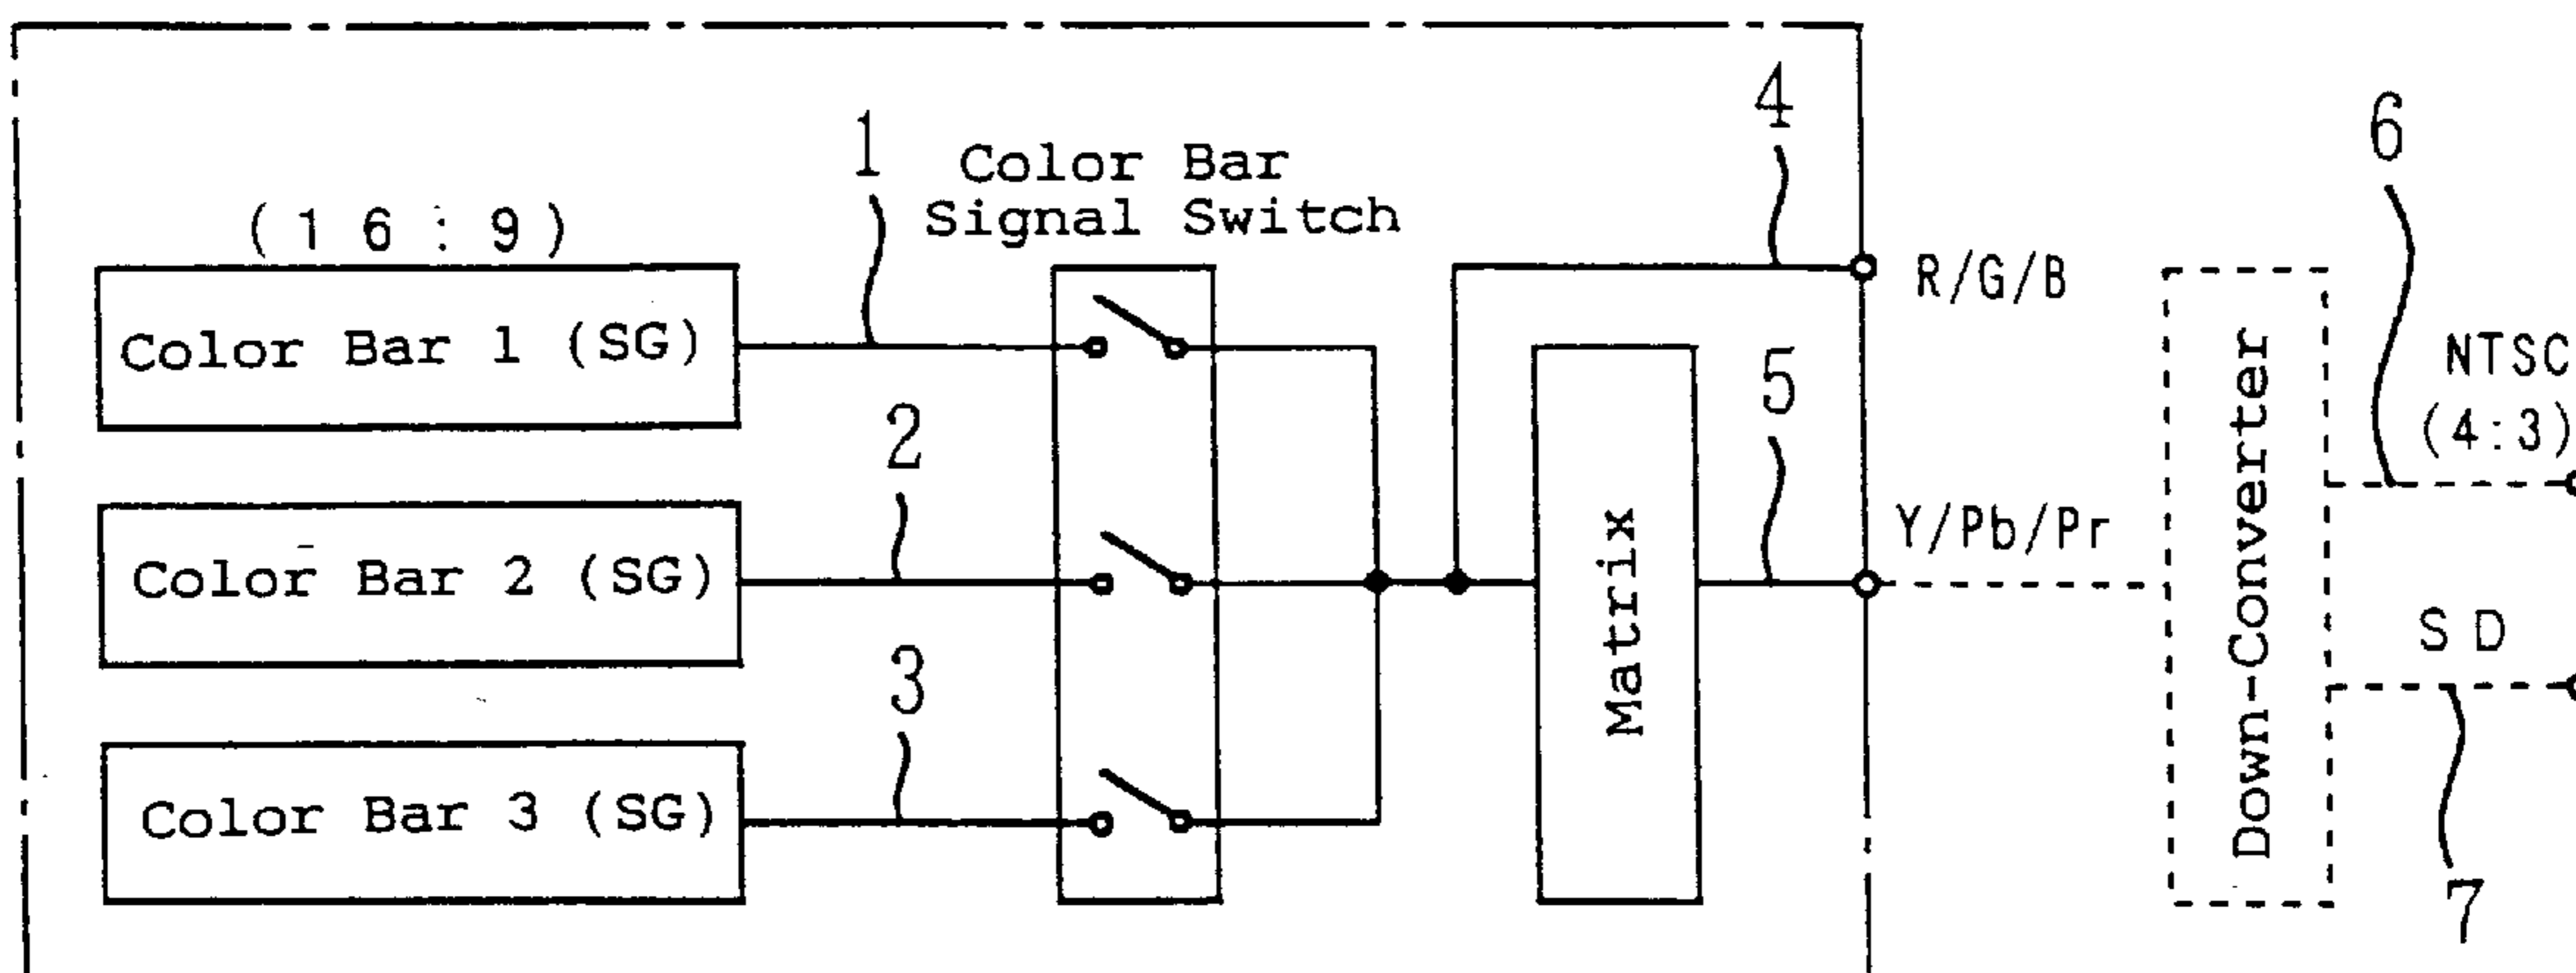 4
6
1
Color Bar
Signal Switch
(16:9)
R/G/B
Color Bar 1 (SG)
NTSC
(4:3)
5
2
Y/Pb/Pr
Color Bar 2 (SG)
Matrix
Down-Converter
SD
3
Color Bar 3 (SG)
7